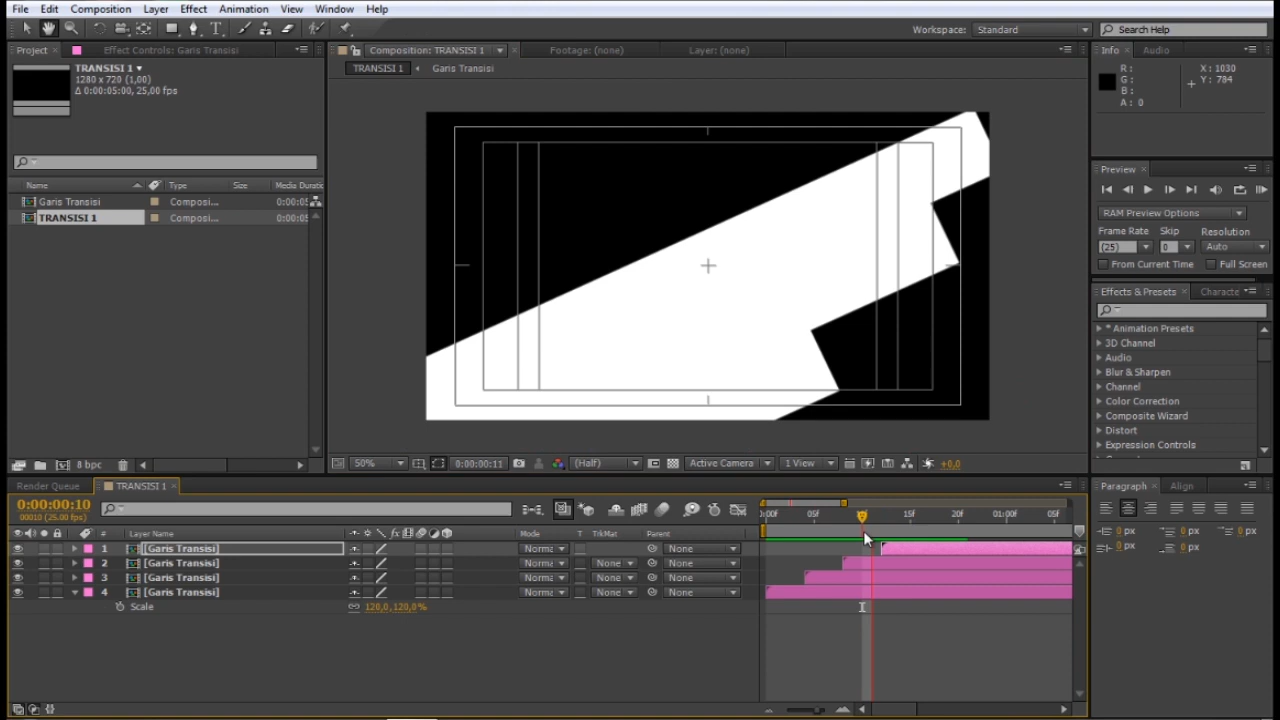 File Edit Composition Layer Effect Animation View Window Help
Workspace: Standard Search Help
Project Effect Controls: Garis Transisi
Composition: TRANSISI 1 Footage: (none) Layer: (none)
Info Audio
TRANSISI 1
1280 x 720 (1,00)
Δ 0:00:05:00, 25,00 fps
TRANSISI 1 Garis Transisi
R:
G:
B:
A: 0
X: 1030
Y: 784
Preview
RAM Preview Options
Frame Rate Skip Resolution
(25) 0 Auto
From Current Time Full Screen
Name Type Size Media Duratic
Garis Transisi Composi... 0:00:05
TRANSISI 1 Composi... 0:00:05
Effects & Presets Characte
* Animation Presets
3D Channel
Audio
Blur & Sharpen
Channel
Color Correction
Composite Wizard
Distort
Expression Controls
8 bpc
50% 0:00:00:11 (Half) Active Camera 1 View +0,0
Render Queue TRANSISI 1
Paragraph Align
0:00:00:10
00010 (25.00 fps)
# Layer Name Mode T TrkMat Parent
0:00f 05f 15f 20f 01:00f 05f
1 [Garis Transisi] Norma None
2 [Garis Transisi] Norma None None
3 [Garis Transisi] Norma None None
4 [Garis Transisi] Norma None None
Scale 120,0,120,0%
0 px 0 px 0 px
0 px 0 px